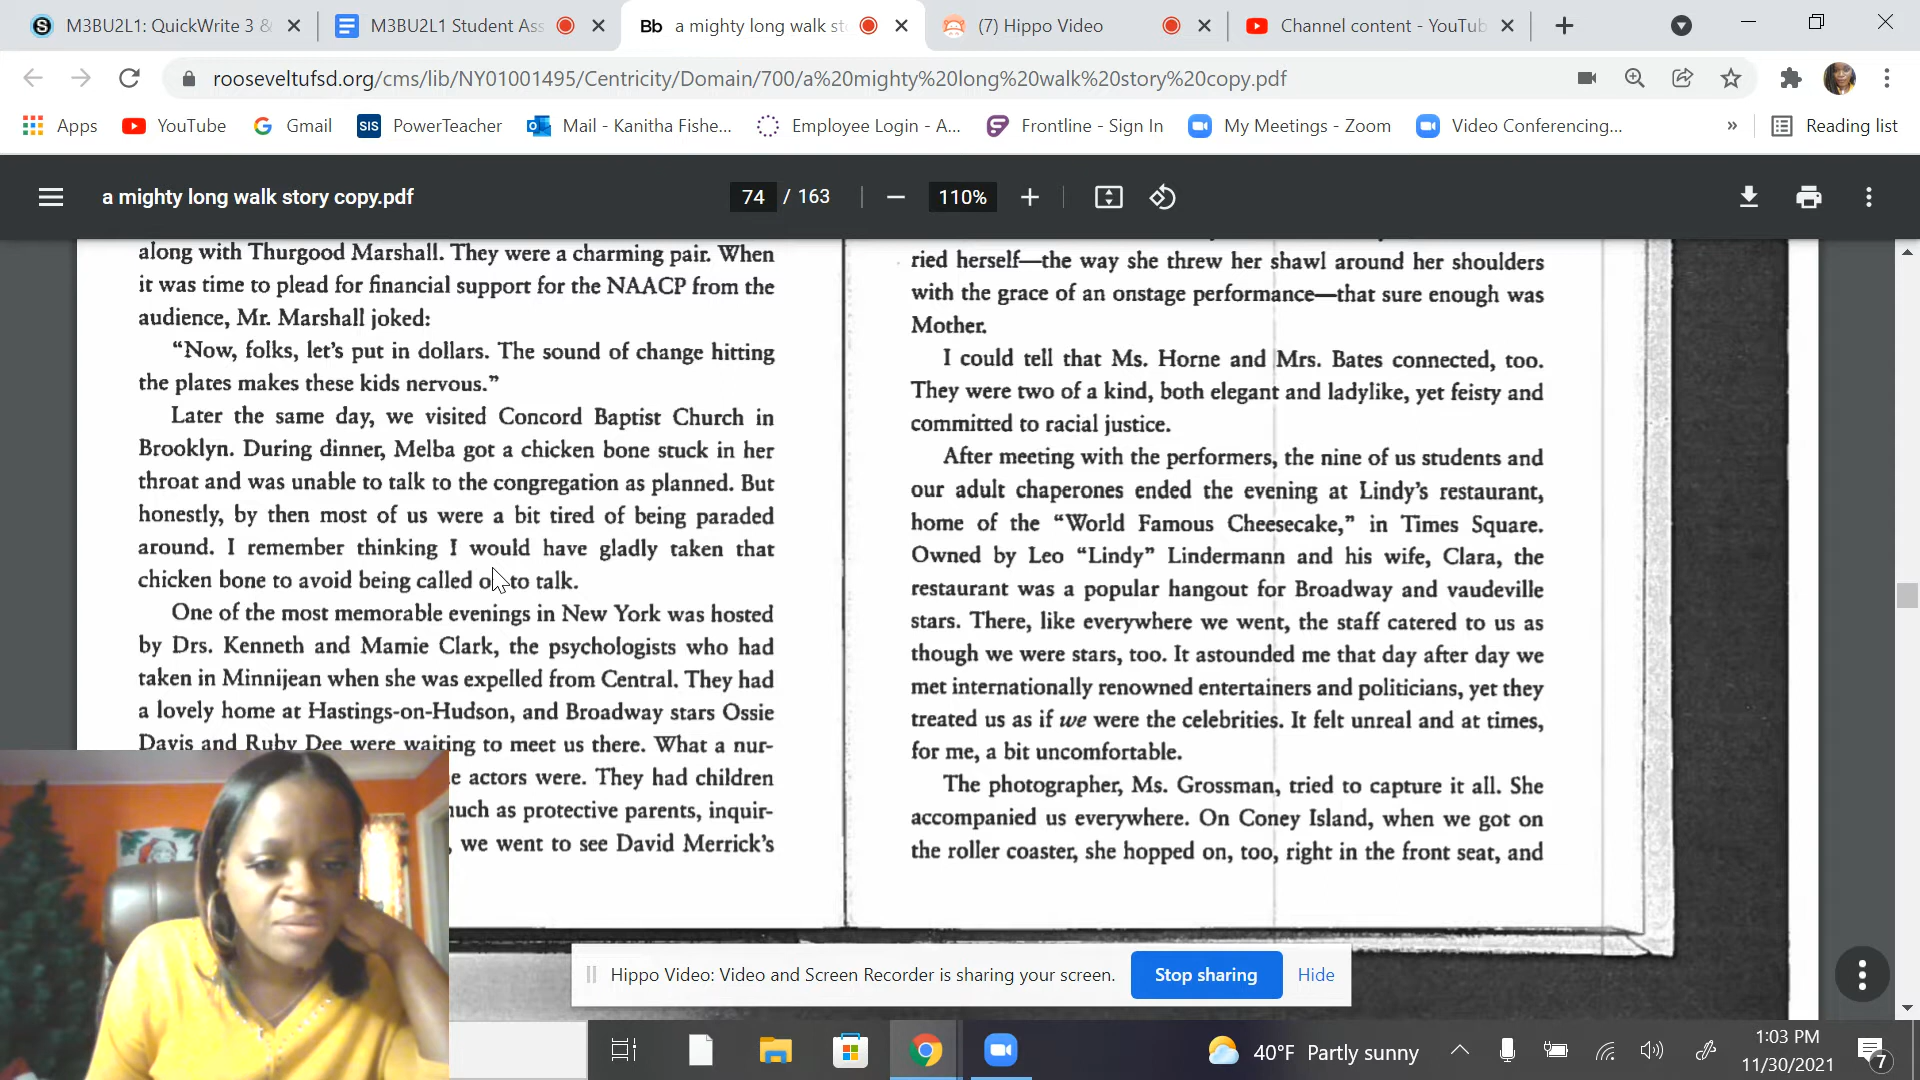 M3BU2L1: QuickWrite 3 &
M3BU2L1 Student Ass
Bb a mighty long walk st
(7) Hippo Video
Channel content - YouTub
rooseveltufsd.org/cms/lib/NY01001495/Centricity/Domain/700/a%20mighty%20long%20walk%20story%20copy.pdf
Apps
YouTube
Gmail
SIS PowerTeacher
Mail - Kanitha Fishe...
Employee Login - A...
Frontline - Sign In
My Meetings - Zoom
Video Conferencing...
»
Reading list
a mighty long walk story copy.pdf
74 / 163
110%
along with Thurgood Marshall. They were a charming pair. When
it was time to plead for financial support for the NAACP from the
audience, Mr. Marshall joked:
“Now, folks, let’s put in dollars. The sound of change hitting
the plates makes these kids nervous.”
Later the same day, we visited Concord Baptist Church in
Brooklyn. During dinner, Melba got a chicken bone stuck in her
throat and was unable to talk to the congregation as planned. But
honestly, by then most of us were a bit tired of being paraded
around. I remember thinking I would have gladly taken that
chicken bone to avoid being called on to talk.
One of the most memorable evenings in New York was hosted
by Drs. Kenneth and Mamie Clark, the psychologists who had
taken in Minnijean when she was expelled from Central. They had
a lovely home at Hastings-on-Hudson, and Broadway stars Ossie
Davis and Ruby Dee were waiting to meet us there. What a nur-
actors were. They had children
much as protective parents, inquir-
, we went to see David Merrick’s
ried herself—the way she threw her shawl around her shoulders
with the grace of an onstage performance—that sure enough was
Mother.
I could tell that Ms. Horne and Mrs. Bates connected, too.
They were two of a kind, both elegant and ladylike, yet feisty and
committed to racial justice.
After meeting with the performers, the nine of us students and
our adult chaperones ended the evening at Lindy’s restaurant,
home of the “World Famous Cheesecake,” in Times Square.
Owned by Leo “Lindy” Lindermann and his wife, Clara, the
restaurant was a popular hangout for Broadway and vaudeville
stars. There, like everywhere we went, the staff catered to us as
though we were stars, too. It astounded me that day after day we
met internationally renowned entertainers and politicians, yet they
treated us as if we were the celebrities. It felt unreal and at times,
for me, a bit uncomfortable.
The photographer, Ms. Grossman, tried to capture it all. She
accompanied us everywhere. On Coney Island, when we got on
the roller coaster, she hopped on, too, right in the front seat, and
Hippo Video: Video and Screen Recorder is sharing your screen.
Stop sharing
Hide
40°F Partly sunny
1:03 PM
11/30/2021
7